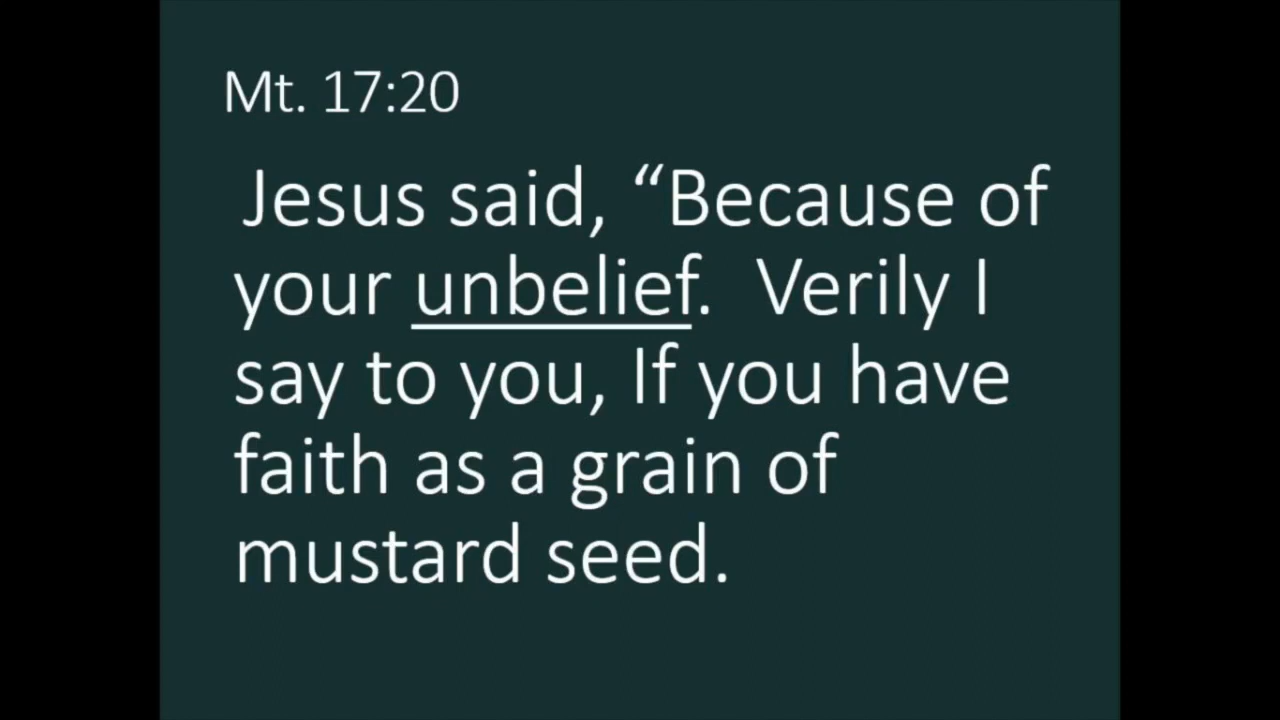 Mt. 17:20
Jesus said, “Because of
your unbelief.  Verily I
say to you, If you have
faith as a grain of
mustard seed.